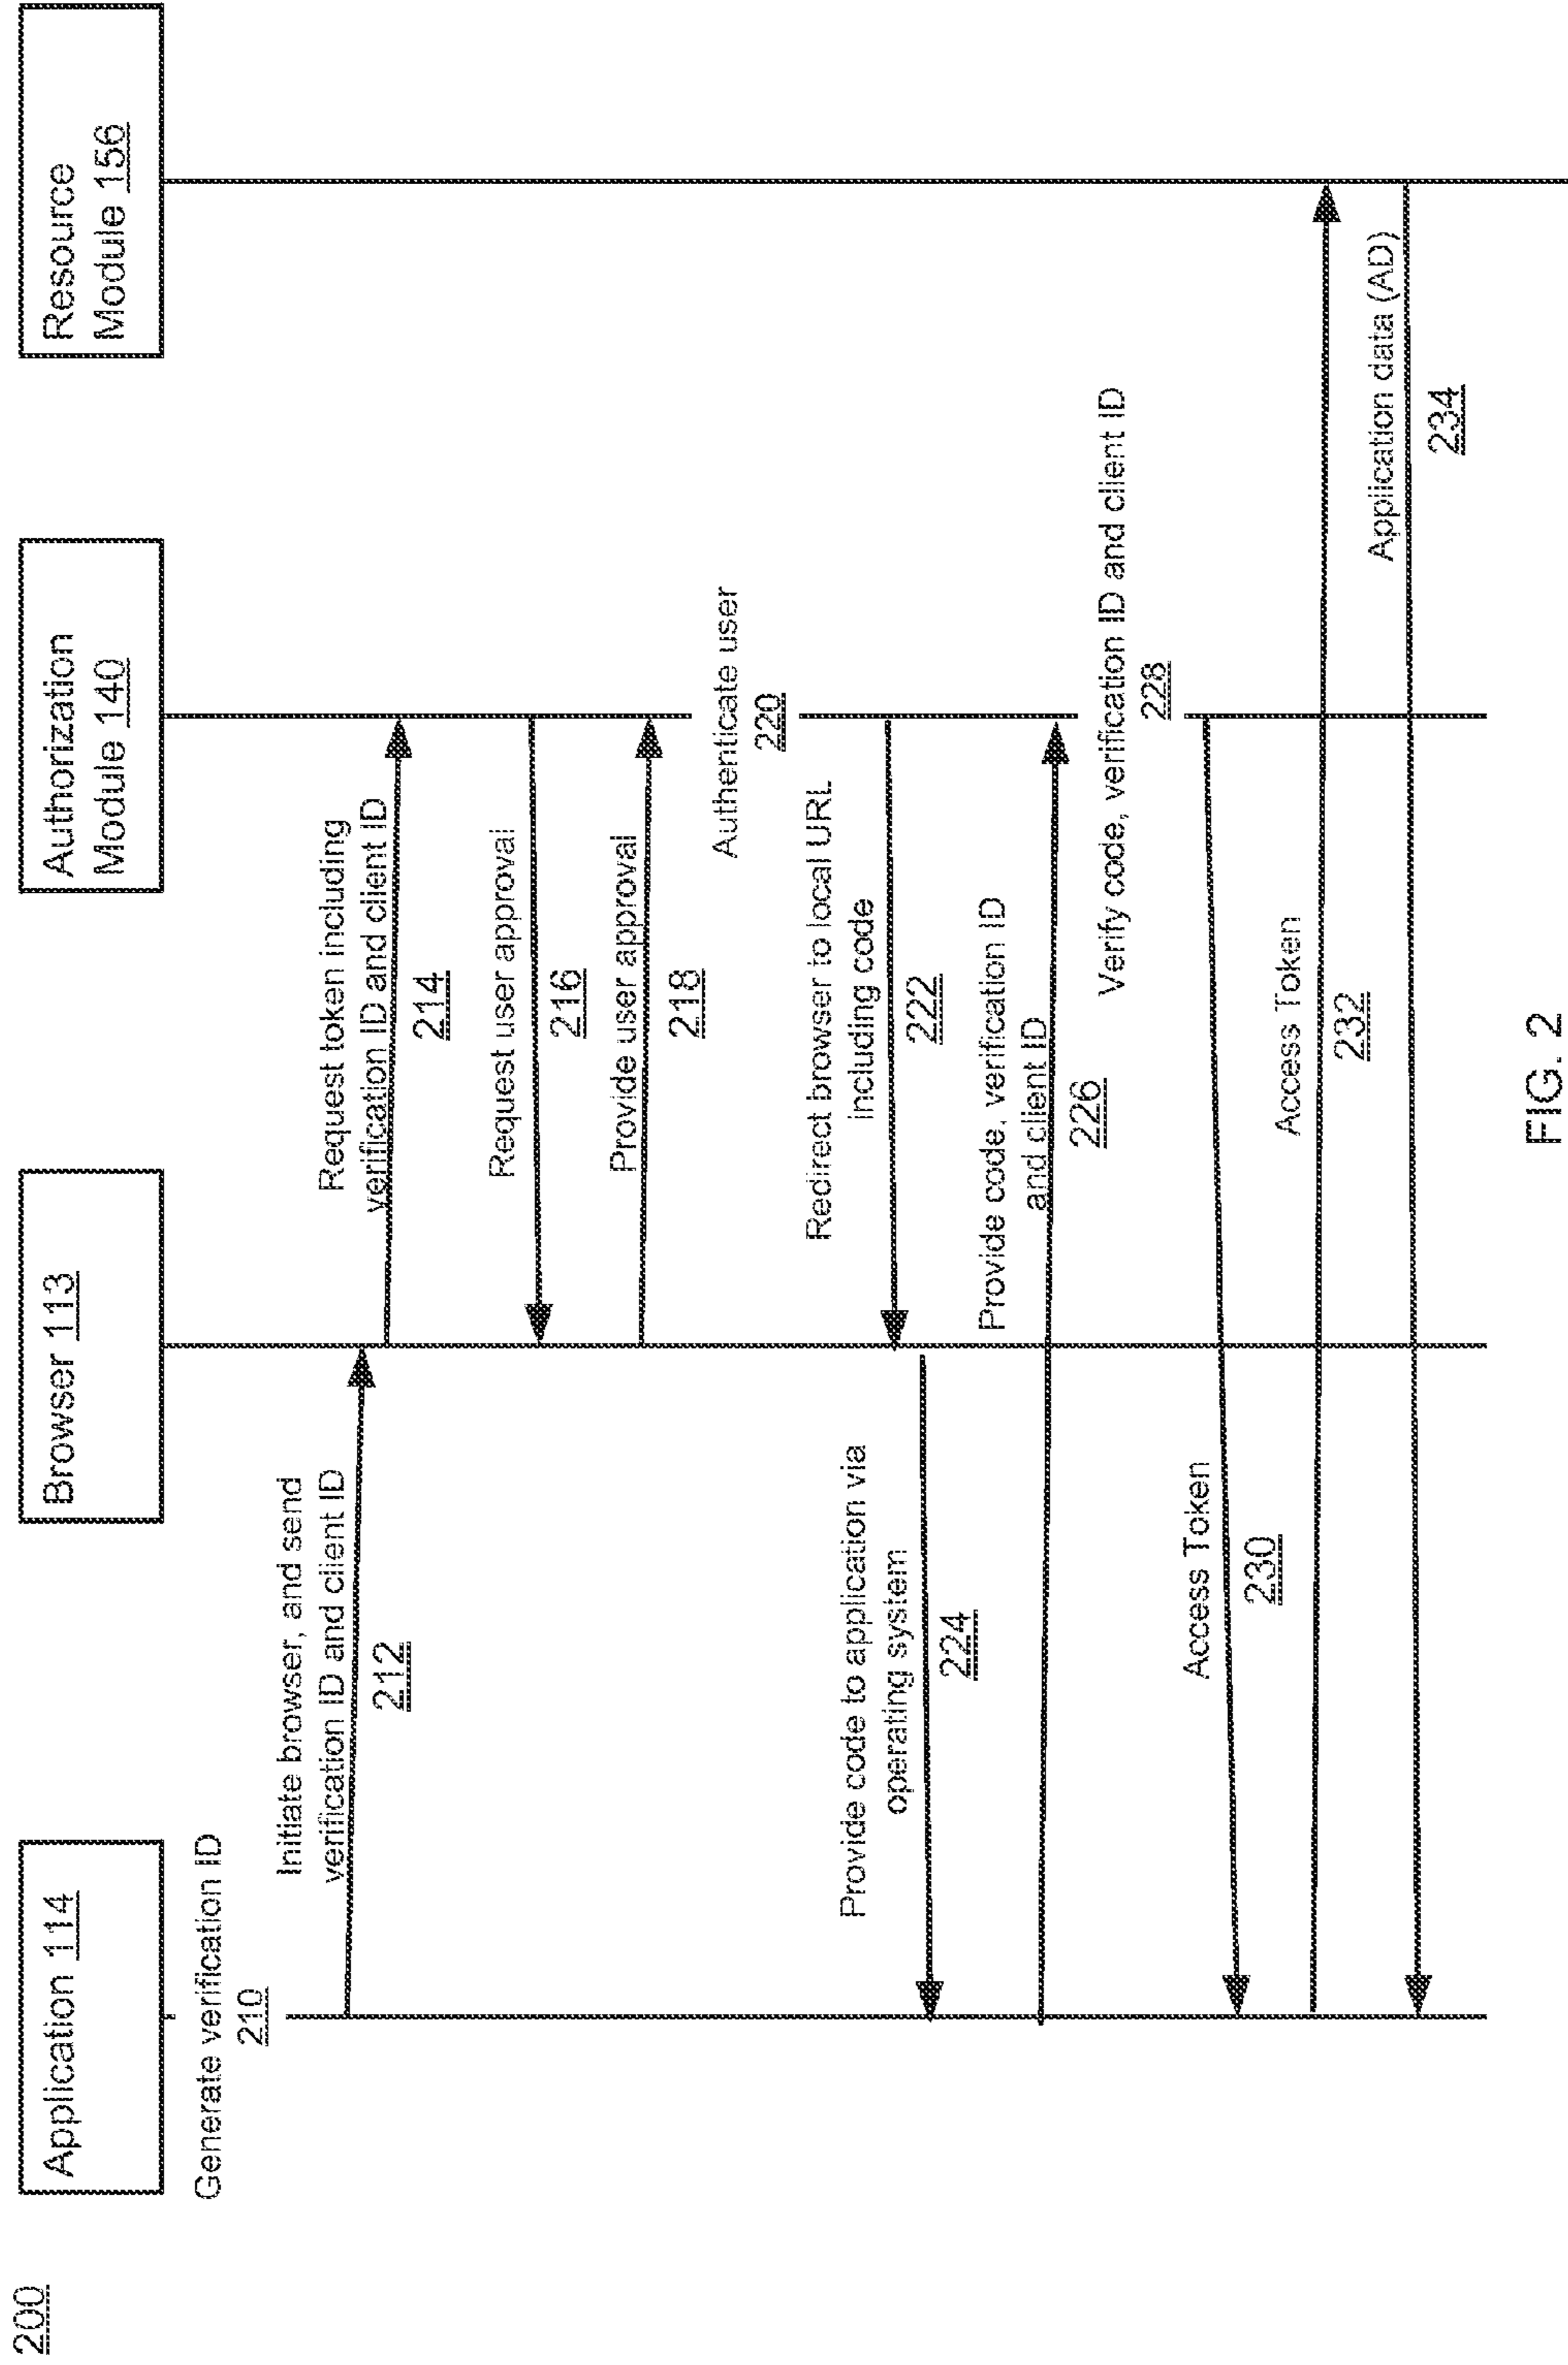 200
Application 114
Browser 113
Authorization
Module 140
Resource
Module 156
Generate verification ID
210
Initiate browser, and send
verification ID and client ID
212
Request token including
verification ID and client ID
214
Request user approval
216
Provide user approval
218
Authenticate user
220
Redirect browser to local URL
including code
222
Provide code to application via
operating system
224
Provide code, verification ID
and client ID
226
Verify code, verification ID and client ID
228
Access Token
230
Access Token
232
Application data (AD)
234
FIG. 2